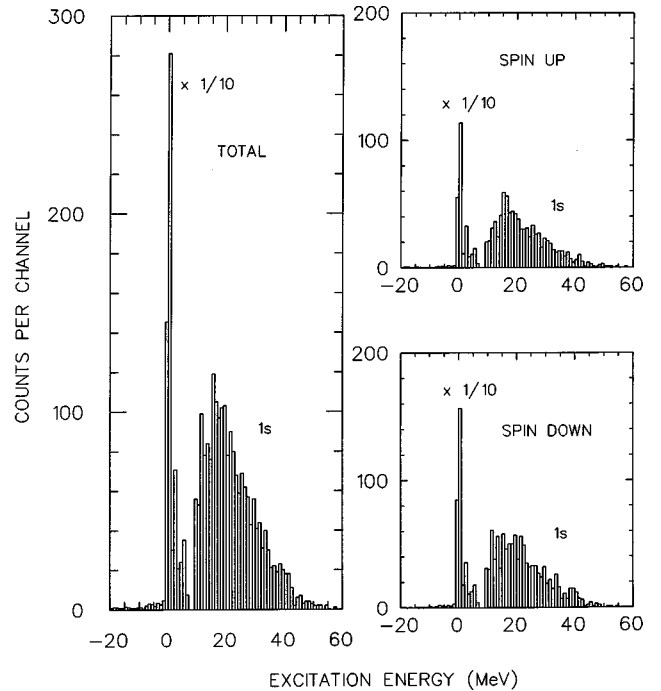 COUNTS PER CHANNEL
300
200
100
0
× 1/10
TOTAL
1s
−20 0 20 40 60
200
100
0
SPIN UP
× 1/10
1s
−20 0 20 40 60
200
100
0
× 1/10
SPIN DOWN
1s
−20 0 20 40 60
EXCITATION ENERGY (MeV)